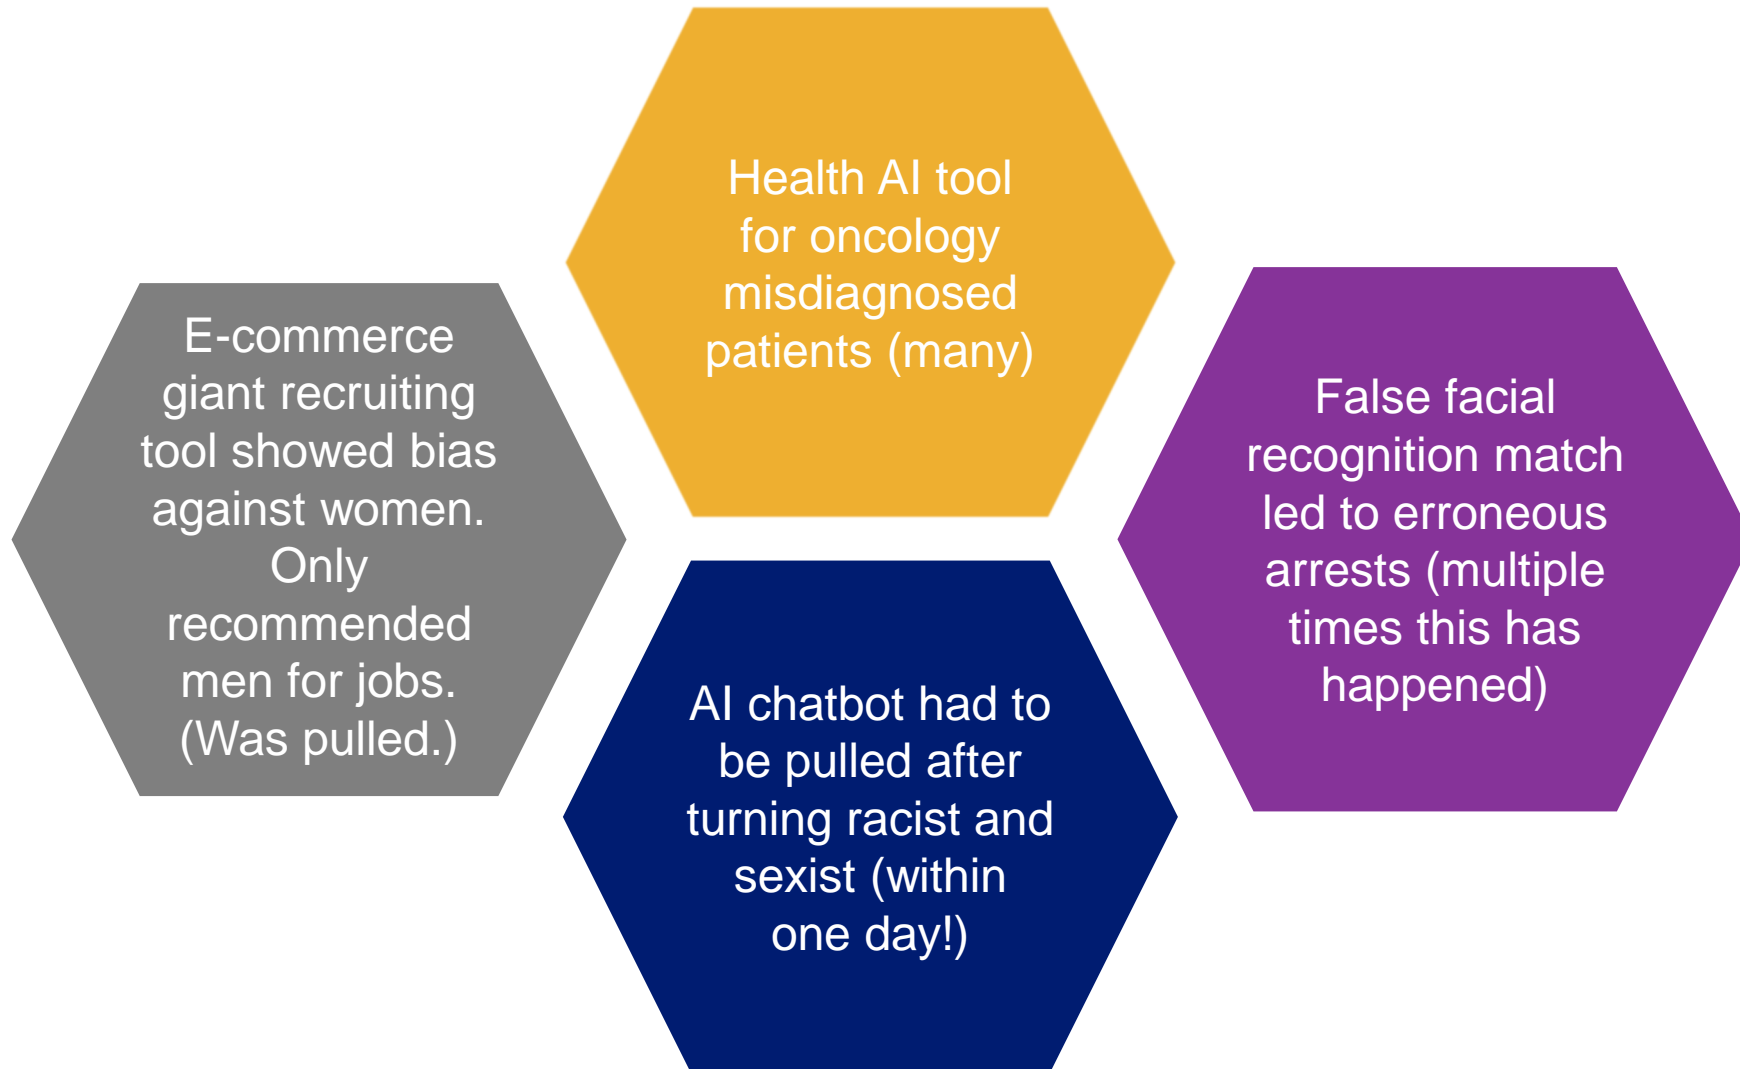 E-commerce
giant recruiting
tool showed bias
against women.
Only
recommended
men for jobs.
(Was pulled.)
Health AI tool
for oncology
misdiagnosed
patients (many)
AI chatbot had to
be pulled after
turning racist and
sexist (within
one day!)
False facial
recognition match
led to erroneous
arrests (multiple
times this has
happened)